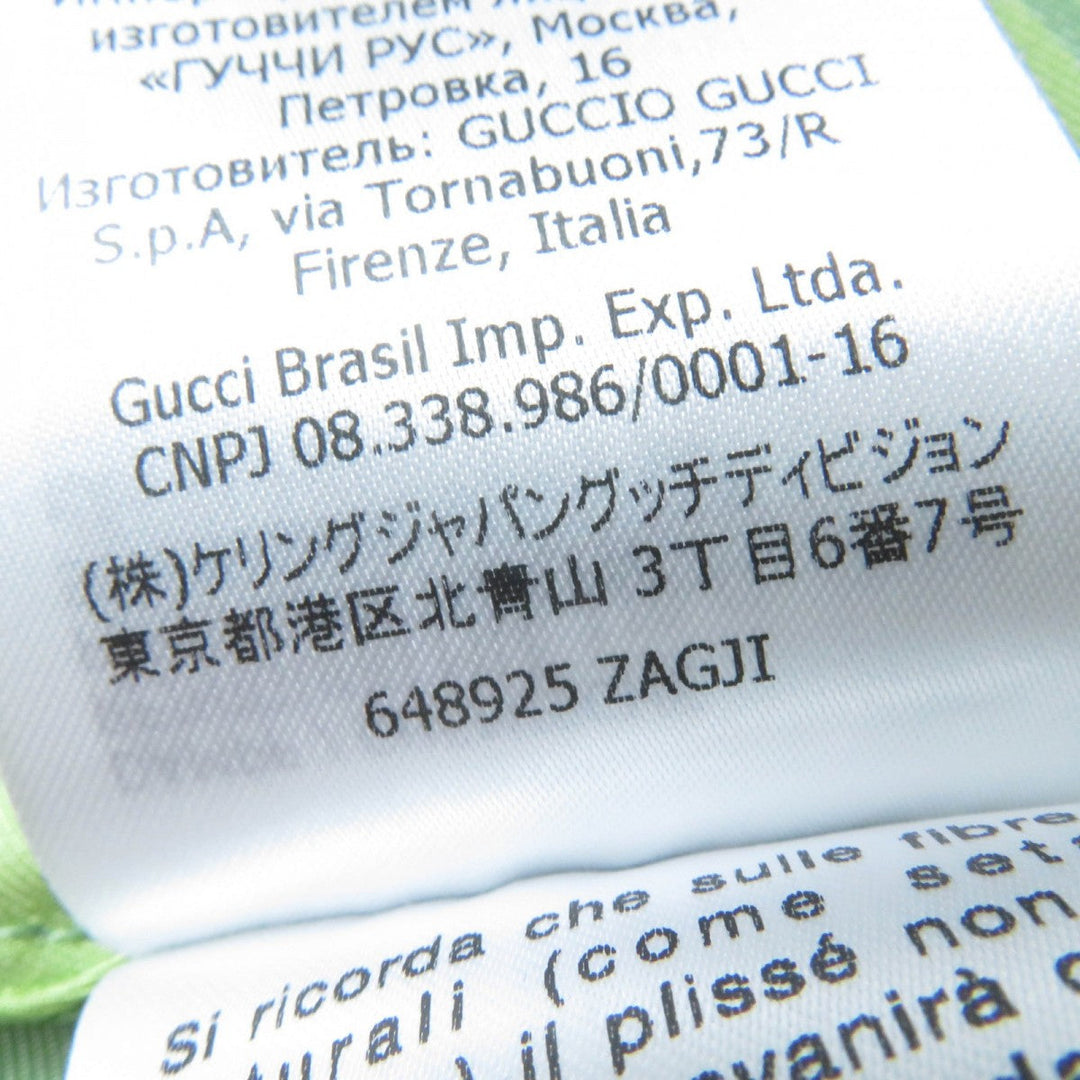 изготовителем
«ГУЧЧИ РУС», Москва,
Петровка, 16
Изготовитель: GUCCIO GUCCI
S.p.A, via Tornabuoni,73/R
Firenze, Italia
Gucci Brasil Imp. Exp. Ltda.
CNPJ 08.338.986/0001-16
(株)ケリングジャパングッチディビジョン
東京都港区北青山 3丁目6番7号
648925 ZAGJI
Si ricorda che sulle fibre
(come
il plissé non